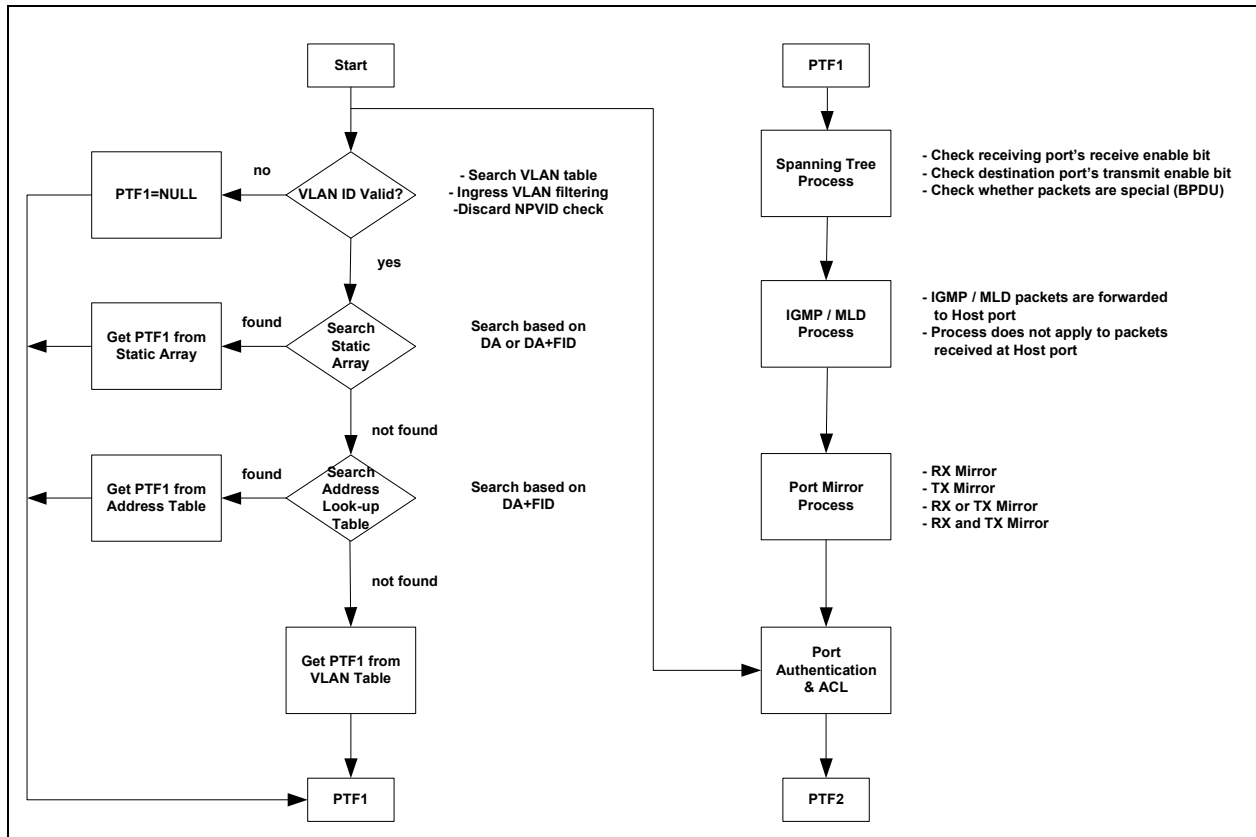 Start
no
PTF1=NULL
VLAN ID Valid?
- Search VLAN table
- Ingress VLAN filtering
-Discard NPVID check
yes
found
Get PTF1 from
Static Array
Search
Static
Array
Search based on
DA or DA+FID
not found
found
Get PTF1 from
Address Table
Search
Address
Look-up
Table
Search based on
DA+FID
not found
Get PTF1 from
VLAN Table
PTF1
PTF1
Spanning Tree
Process
- Check receiving port's receive enable bit
- Check destination port's transmit enable bit
- Check whether packets are special (BPDU)
IGMP / MLD
Process
- IGMP / MLD packets are forwarded
to Host port
- Process does not apply to packets
received at Host port
Port Mirror
Process
- RX Mirror
- TX Mirror
- RX or TX Mirror
- RX and TX Mirror
Port
Authentication
& ACL
PTF2